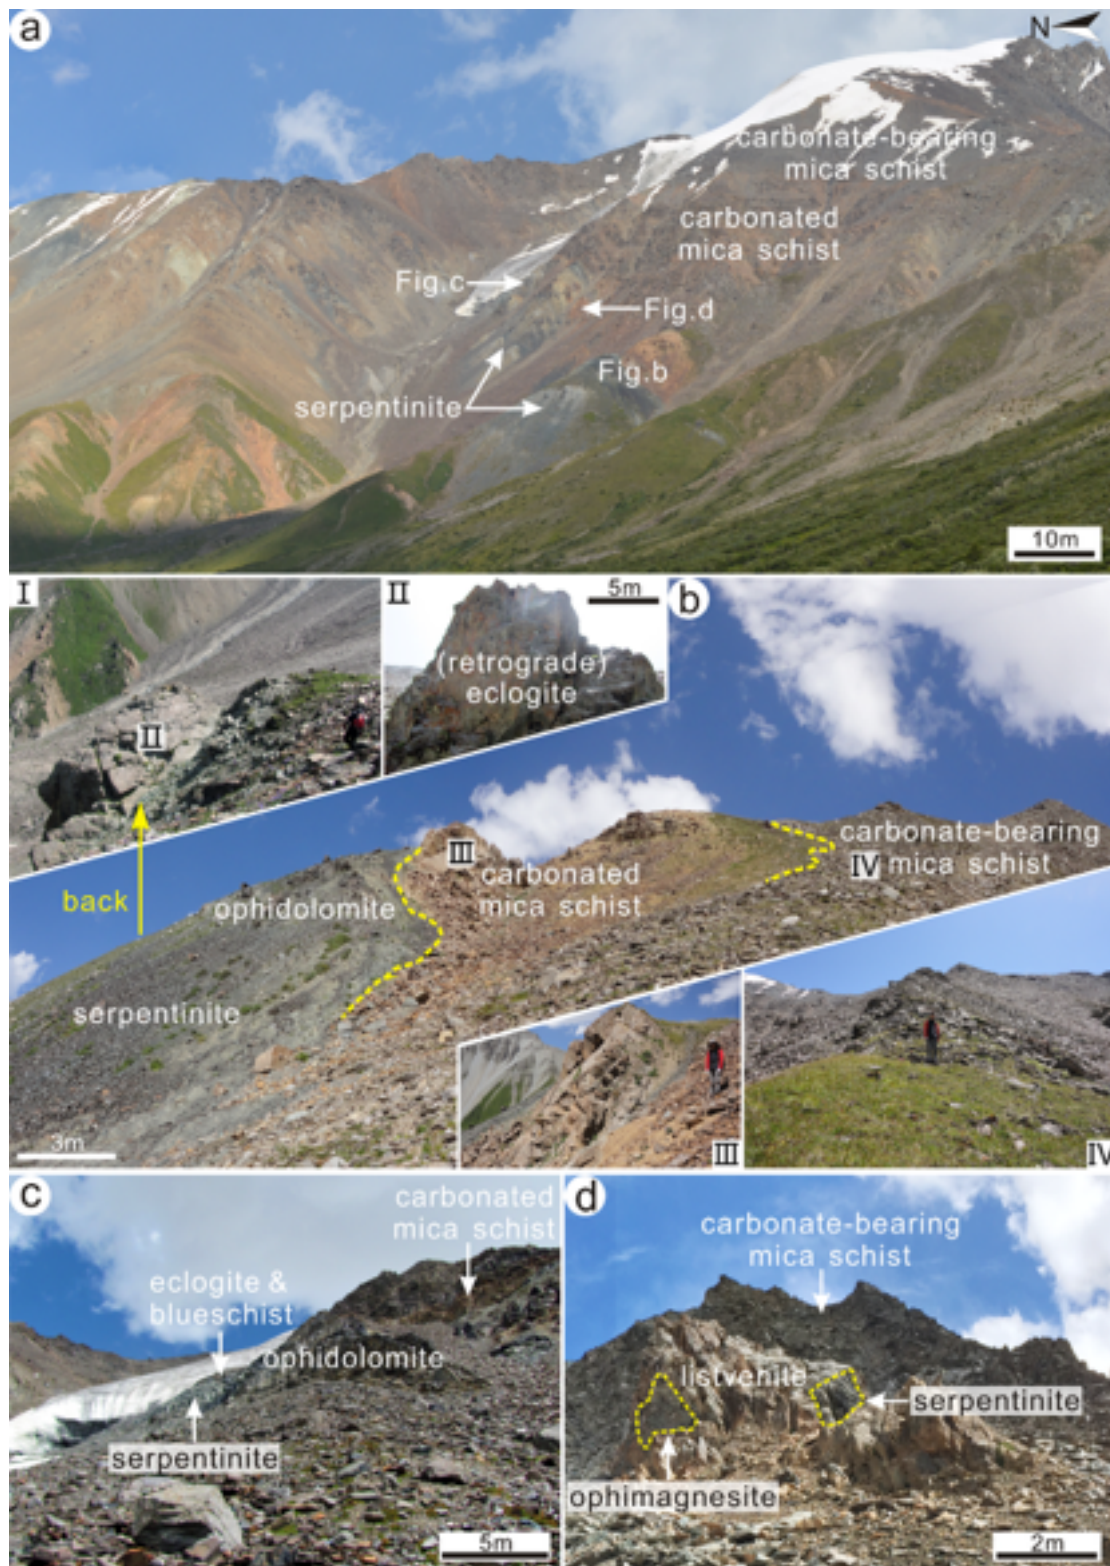 a
N
carbonate-bearing
mica schist
carbonated
mica schist
Fig.c
Fig.d
Fig.b
serpentinite
10m
I
II
II
5m
(retrograde)
eclogite
b
back
III
carbonated
mica schist
carbonate-bearing
IV mica schist
ophidolomite
serpentinite
3m
III
IV
c
carbonated
mica schist
eclogite &
blueschist
ophidolomite
serpentinite
5m
d
carbonate-bearing
mica schist
listvenite
serpentinite
ophimagnesite
2m